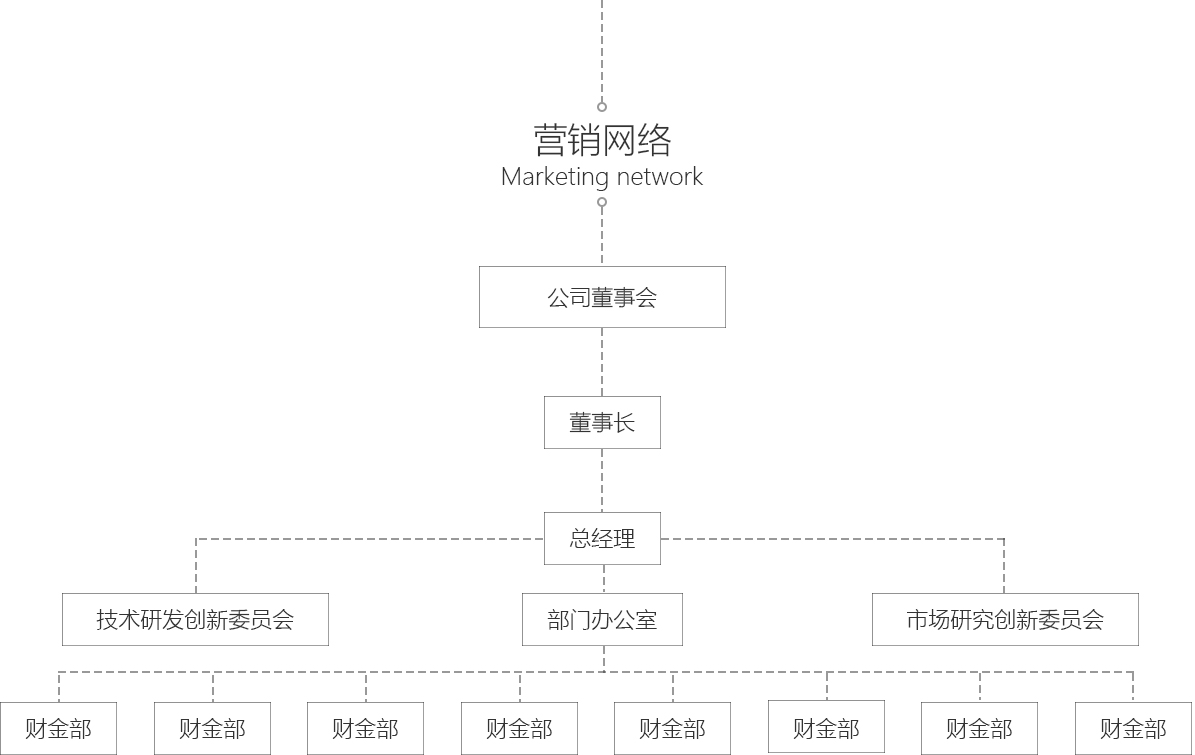 营销网络
Marketing network
公司董事会
董事长
总经理
技术研发创新委员会
部门办公室
市场研究创新委员会
财金部
财金部
财金部
财金部
财金部
财金部
财金部
财金部